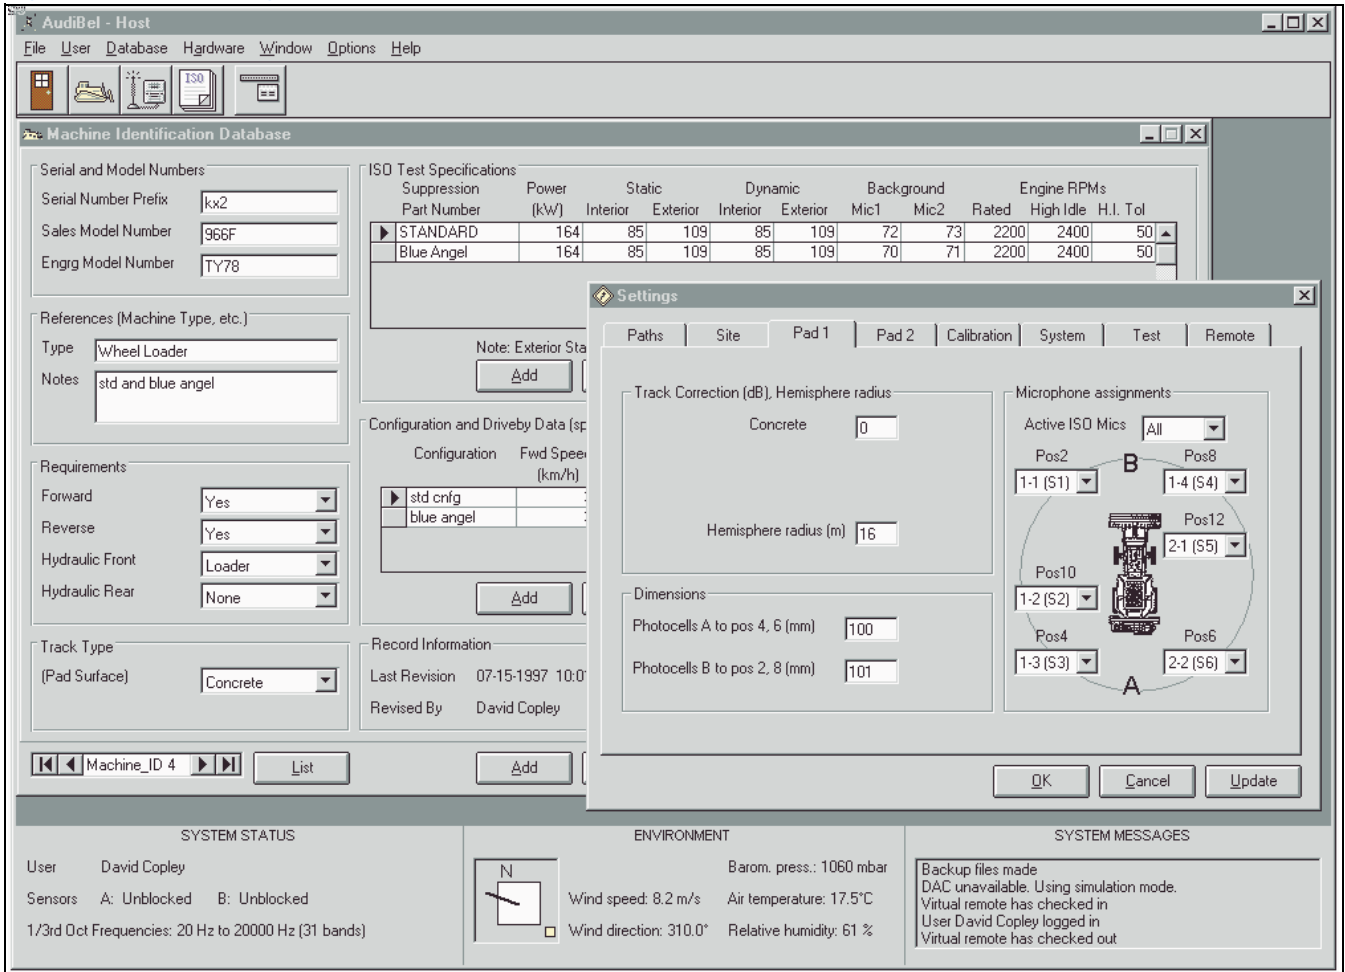 AudiBel - Host
File User Database Hardware Window Options Help
ISO
Machine Identification Database
Serial and Model Numbers
Serial Number Prefix kx2
Sales Model Number 966F
Engrg Model Number TY78
References (Machine Type, etc.)
Type Wheel Loader
Notes std and blue angel
Requirements
Forward Yes
Reverse Yes
Hydraulic Front Loader
Hydraulic Rear None
Track Type
(Pad Surface) Concrete
Machine_ID 4 List
ISO Test Specifications
Suppression Power Static Dynamic Background Engine RPMs
Part Number (kW) Interior Exterior Interior Exterior Mic1 Mic2 Rated High Idle H.I. Tol
STANDARD 164 85 109 85 109 72 73 2200 2400 50
Blue Angel 164 85 109 85 109 70 71 2200 2400 50
Note: Exterior Sta
Add
Configuration and Driveby Data (sp
Configuration Fwd Spee
(km/h)
std cnfg
blue angel
Add
Record Information
Last Revision 07-15-1997 10:0
Revised By David Copley
Add
Settings
Paths Site Pad 1 Pad 2 Calibration System Test Remote
Track Correction (dB), Hemisphere radius
Concrete 0
Hemisphere radius (m) 16
Dimensions
Photocells A to pos 4, 6 (mm) 100
Photocells B to pos 2, 8 (mm) 101
Microphone assignments
Active ISO Mics All
Pos2 B Pos8
1-1 (S1) 1-4 (S4)
Pos12
2-1 (S5)
Pos10
1-2 (S2)
Pos4 Pos6
1-3 (S3) 2-2 (S6)
A
OK Cancel Update
SYSTEM STATUS
User David Copley
Sensors A: Unblocked B: Unblocked
1/3rd Oct Frequencies: 20 Hz to 20000 Hz (31 bands)
ENVIRONMENT
N
Barom. press.: 1060 mbar
Wind speed: 8.2 m/s Air temperature: 17.5°C
Wind direction: 310.0° Relative humidity: 61 %
SYSTEM MESSAGES
Backup files made
DAC unavailable. Using simulation mode.
Virtual remote has checked in
User David Copley logged in
Virtual remote has checked out